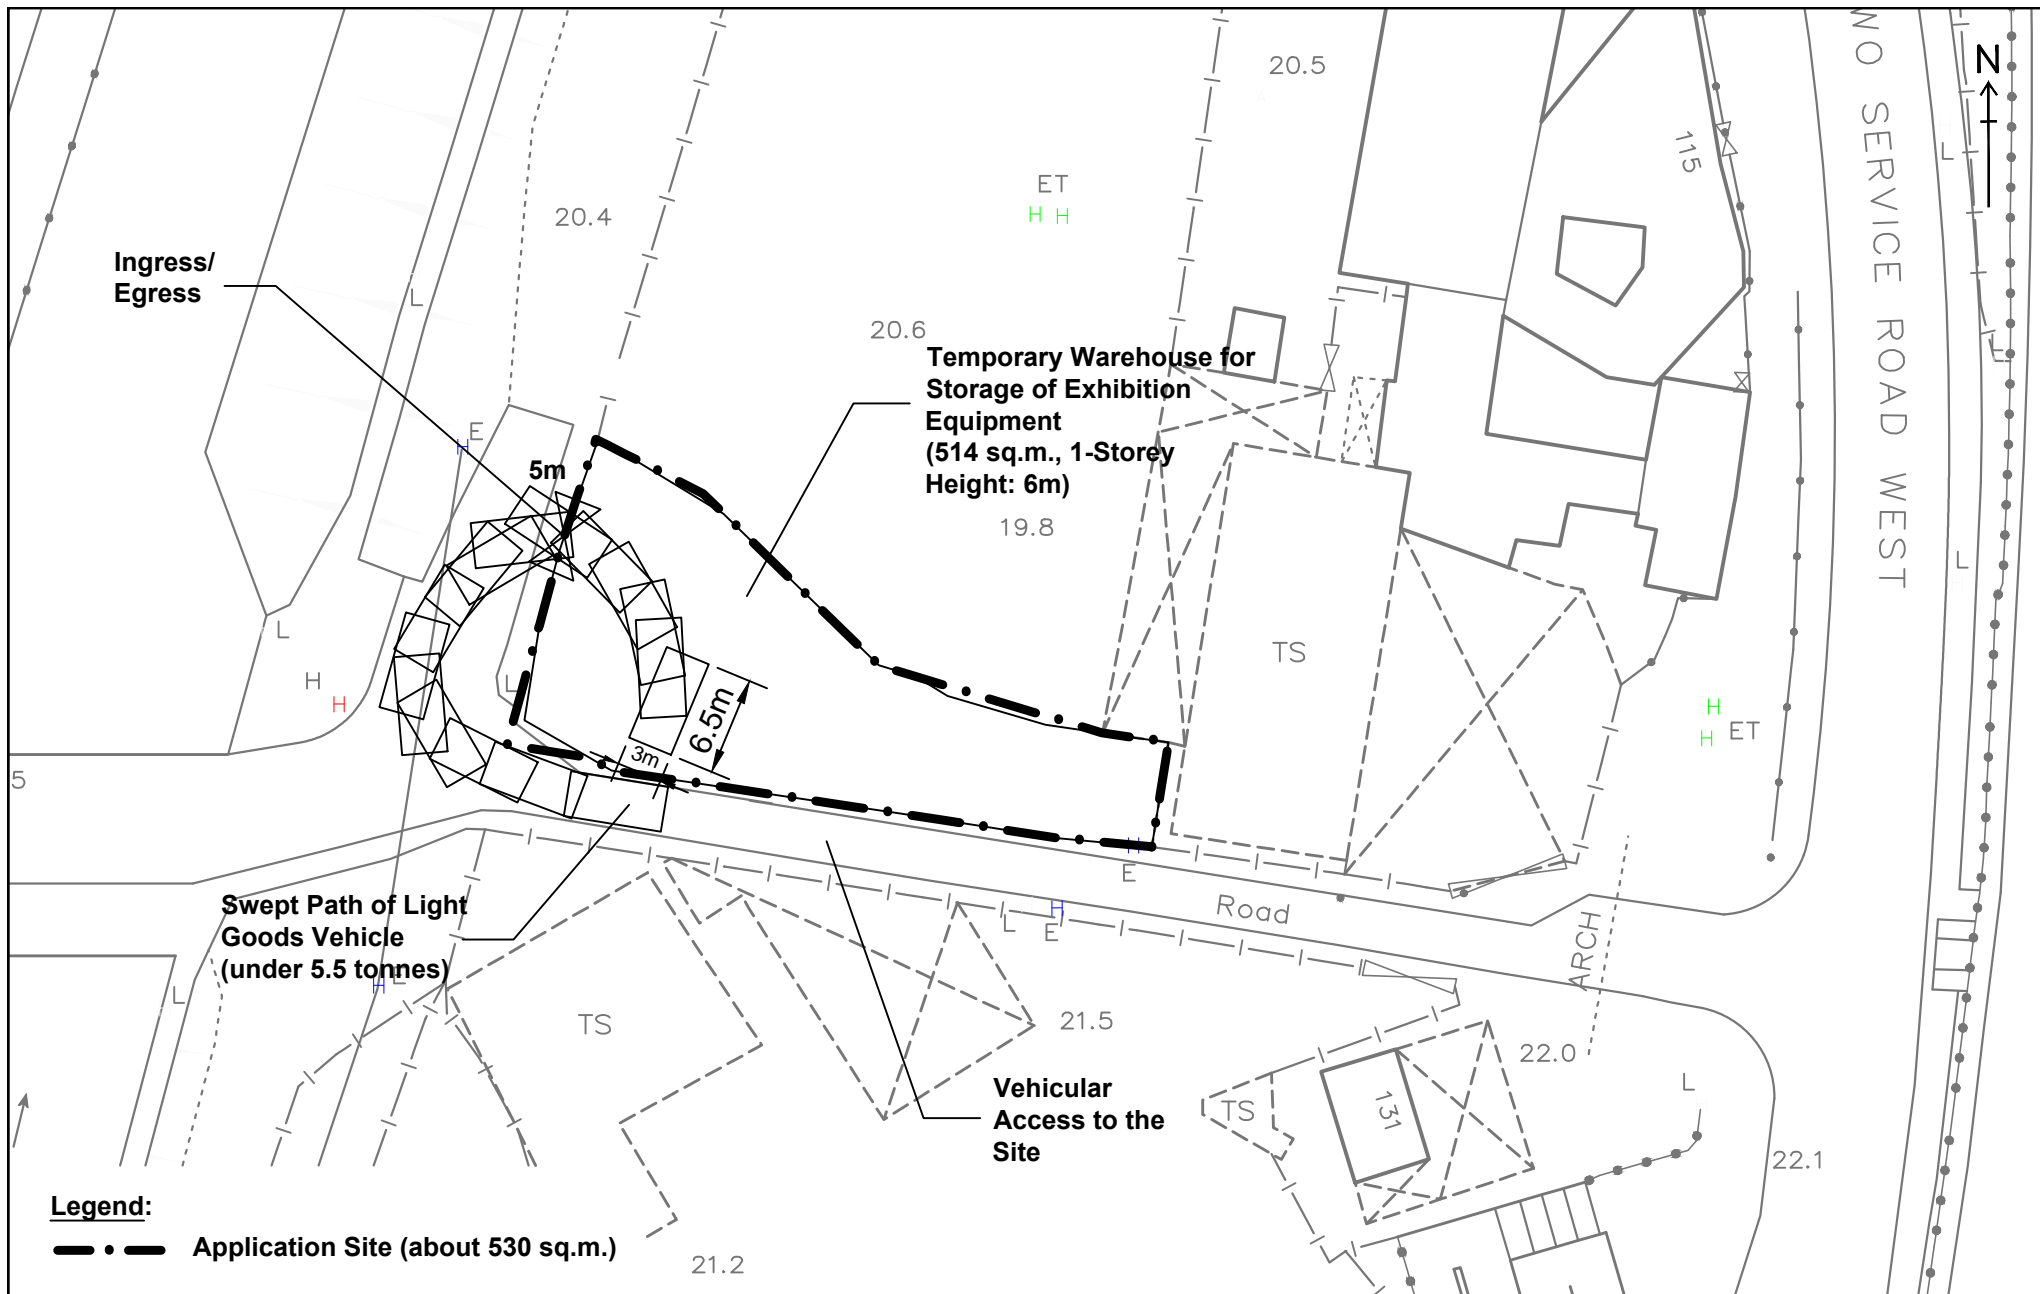 20.5
N
WO SERVICE ROAD WEST
L
115
ET
H H
20.4
Ingress/
Egress
L
20.6
Temporary Warehouse for
Storage of Exhibition
Equipment
(514 sq.m., 1-Storey
Height: 6m)
L
E
H
5m
19.8
L
L
TS
H
H
L
6.5m
3m
H
H
ET
5
H
E
Swept Path of Light
Goods Vehicle
(under 5.5 tonnes)
H
L
E
Road
ARCH
H
E
L
TS
21.5
22.0
Vehicular
Access to the
Site
TS
131
L
22.1
Legend:
Application Site (about 530 sq.m.)
21.2